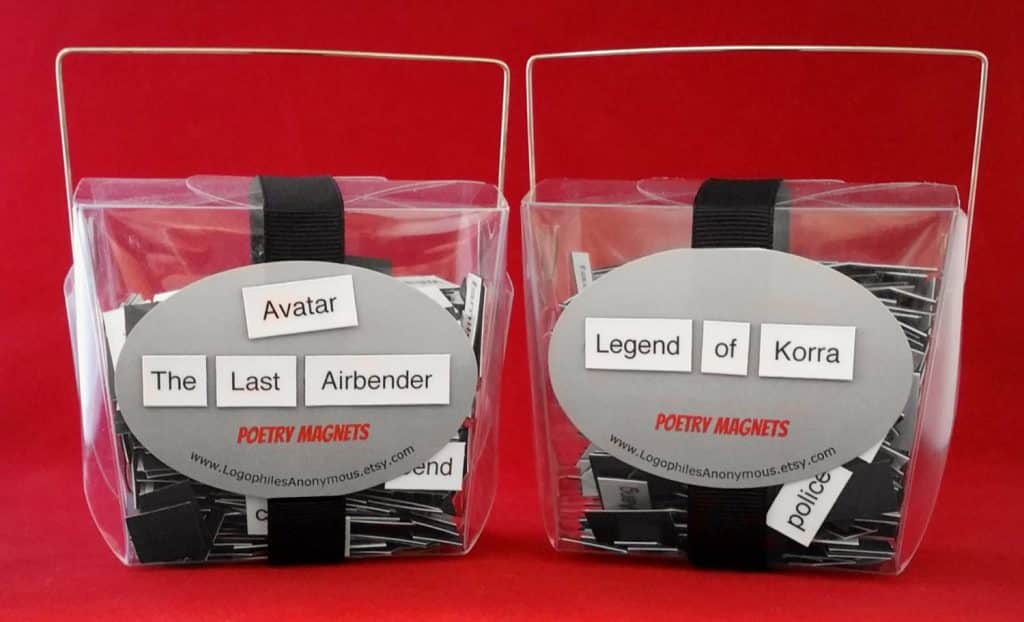 Avatar
The Last Airbender
POETRY MAGNETS
www.LogophilesAnonymous.etsy.com
Legend of Korra
POETRY MAGNETS
www.LogophilesAnonymous.etsy.com
police